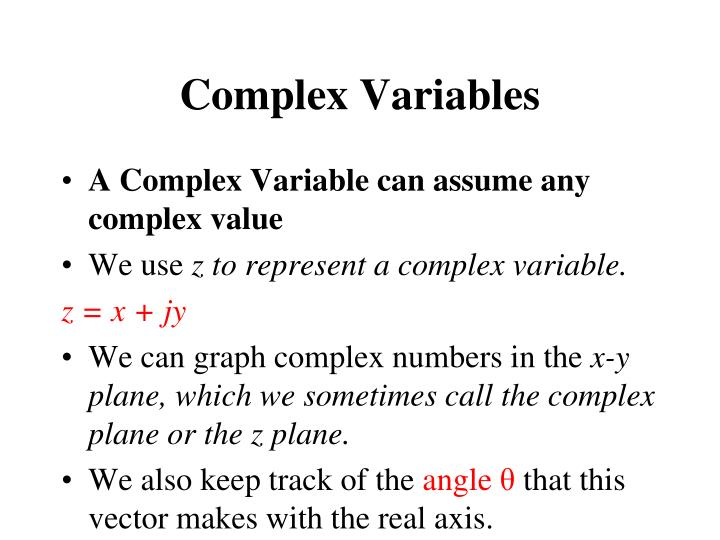 Complex Variables
• A Complex Variable can assume any
complex value
• We use z to represent a complex variable.
z = x + jy
• We can graph complex numbers in the x-y
plane, which we sometimes call the complex
plane or the z plane.
• We also keep track of the angle θ that this
vector makes with the real axis.